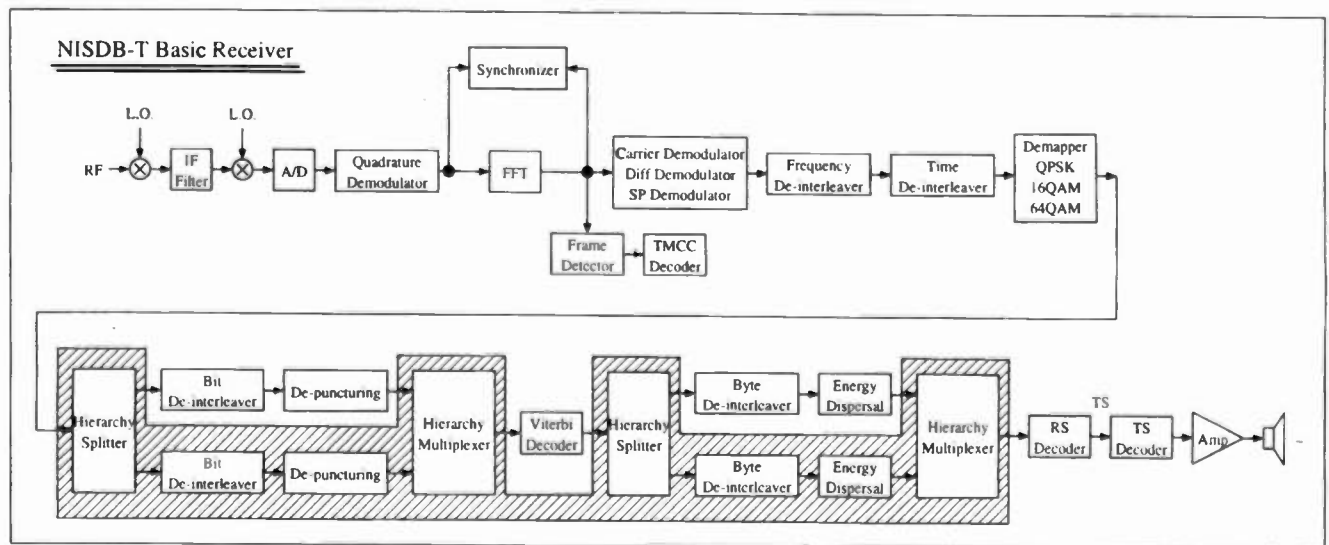 NISDB-T Basic Receiver
Synchronizer
L.O.
L.O.
RF
IF
Filter
A/D
Quadrature
Demodulator
FFT
Carrier Demodulator
Diff Demodulator
SP Demodulator
Frequency
De-interleaver
Time
De-interleaver
Demapper
QPSK
16QAM
64QAM
Frame
Detector
TMCC
Decoder
Hierarchy
Splitter
Bit
De-interleaver
De-puncturing
Bit
De-interleaver
De-puncturing
Hierarchy
Multiplexer
Viterbi
Decoder
Hierarchy
Splitter
Byte
De-interleaver
Energy
Dispersal
Byte
De-interleaver
Energy
Dispersal
Hierarchy
Multiplexer
RS
Decoder
TS
TS
Decoder
Amp